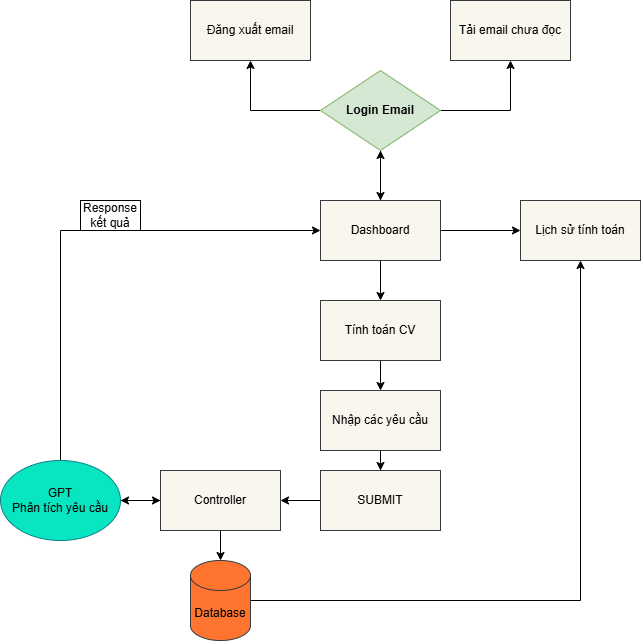 Đăng xuất email
Tải email chưa đọc
Login Email
Response
kết quả
Dashboard
Lịch sử tính toán
Tính toán CV
Nhập các yêu cầu
GPT
Phân tích yêu cầu
Controller
SUBMIT
Database